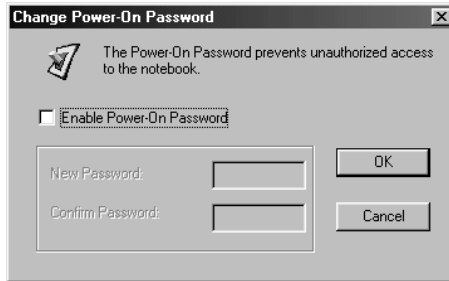 Change Power-On Password
The Power-On Password prevents unauthorized access
to the notebook.
Enable Power-On Password
New Password:
OK
Confirm Password:
Cancel